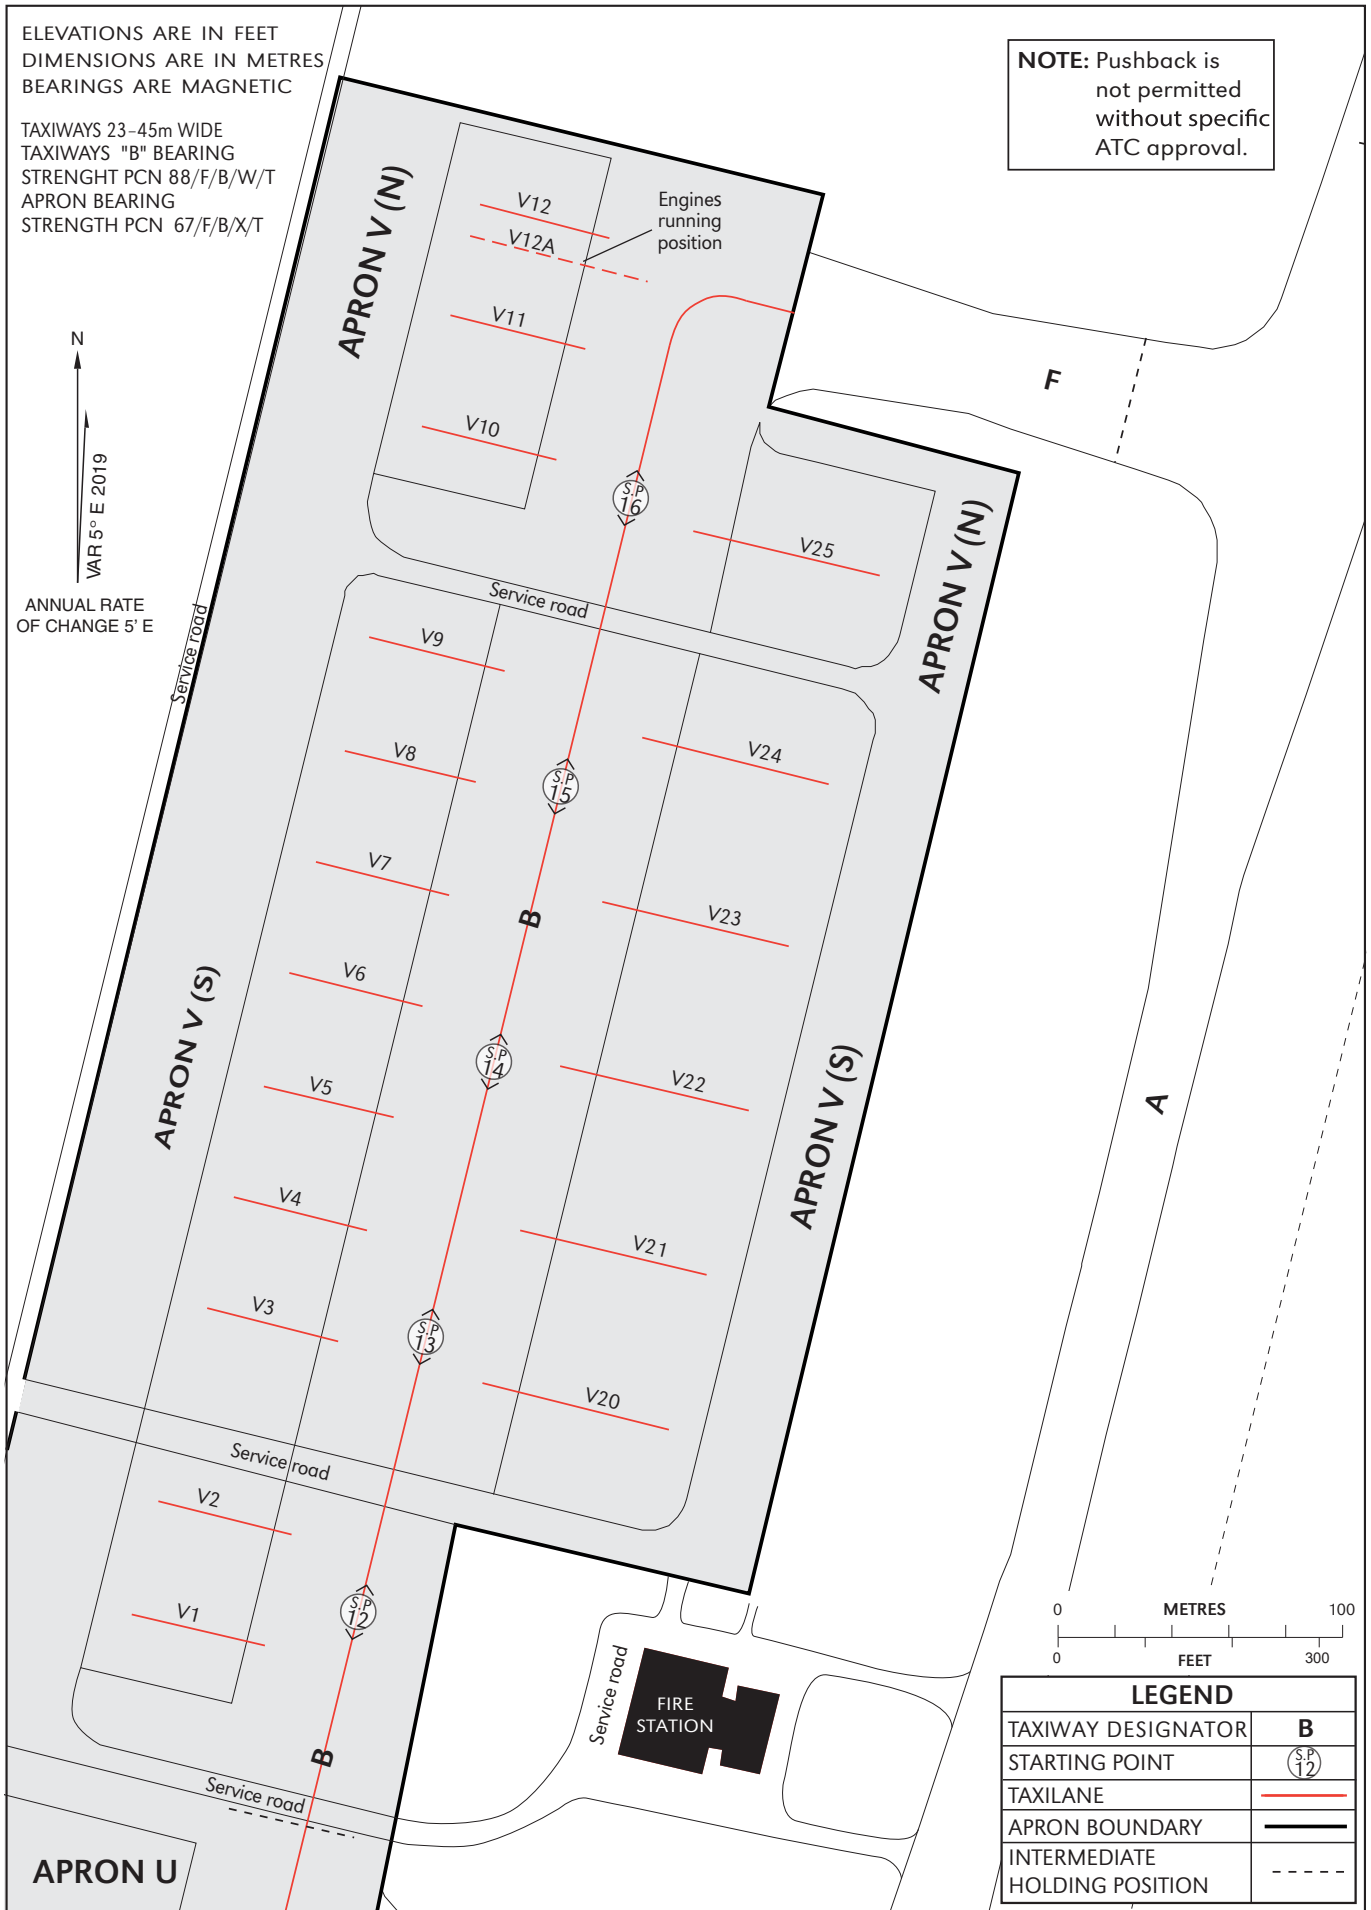 ELEVATIONS ARE IN FEET
DIMENSIONS ARE IN METRES
BEARINGS ARE MAGNETIC
TAXIWAYS 23-45m WIDE
TAXIWAYS "B" BEARING
STRENGHT PCN 88/F/B/W/T
APRON BEARING
STRENGTH PCN 67/F/B/X/T
NOTE: Pushback is
not permitted
without specific
ATC approval.
N
VAR 5° E 2019
ANNUAL RATE
OF CHANGE 5' E
Service road
APRON V (N)
V12
V12A
Engines
running
position
V11
V10
F
S.P
16
V25
APRON V (N)
Service road
V9
V8
V24
S.P
15
V7
B
V23
V6
APRON V (S)
S.P
14
V5
V22
APRON V (S)
A
V4
V21
V3
S.P
13
V20
Service road
V2
V1
S.P
12
Service road
FIRE
STATION
B
Service road
APRON U
0 METRES 100
0 FEET 300
LEGEND
TAXIWAY DESIGNATOR B
STARTING POINT S.P 12
TAXILANE
APRON BOUNDARY
INTERMEDIATE
HOLDING POSITION